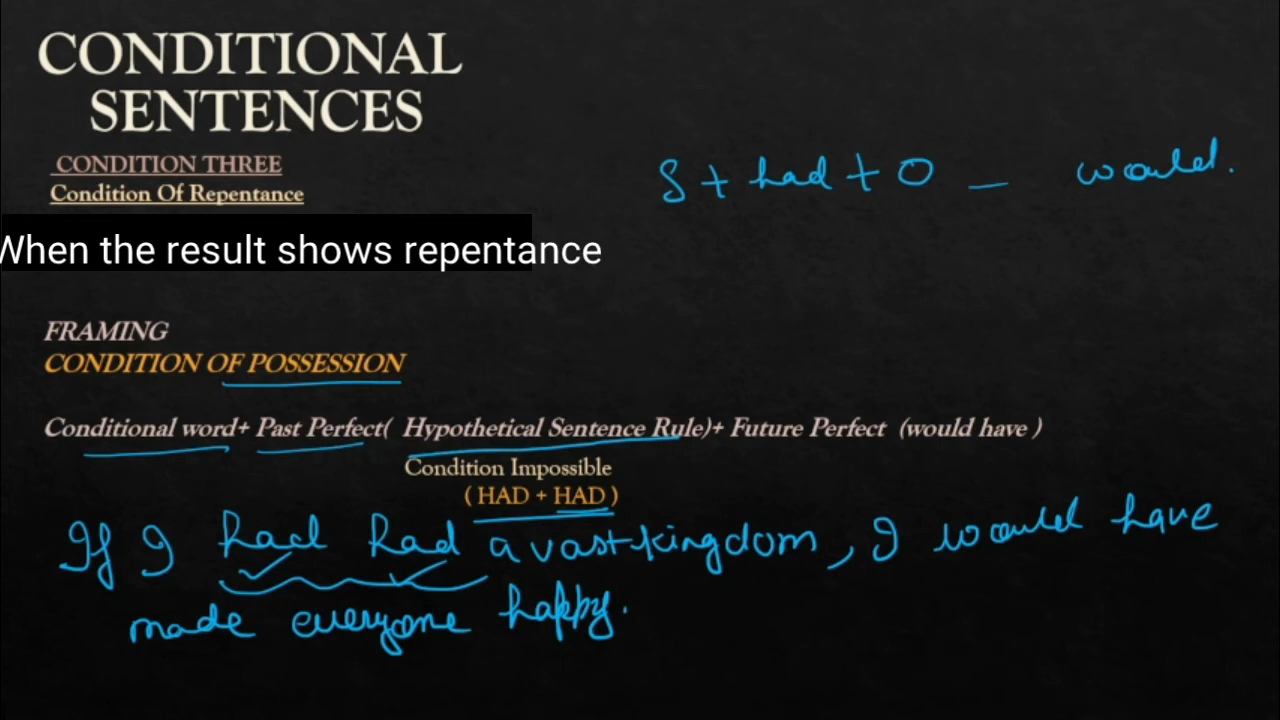 CONDITIONAL
SENTENCES
CONDITION THREE
Condition Of Repentance
S + had + O — would.
When the result shows repentance
FRAMING
CONDITION OF POSSESSION
Conditional word+ Past Perfect( Hypothetical Sentence Rule)+ Future Perfect (would have )
Condition Impossible
( HAD + HAD )
If I had had a vast kingdom, I would have
made everyone happy.